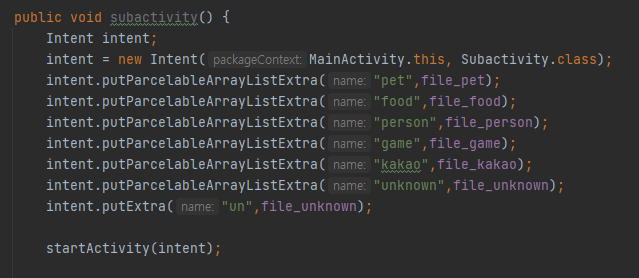 public void subactivity() {
Intent intent;
intent = new Intent( packageContext: MainActivity.this, Subactivity.class);
intent.putParcelableArrayListExtra( name: "pet",file_pet);
intent.putParcelableArrayListExtra( name: "food",file_food);
intent.putParcelableArrayListExtra( name: "person",file_person);
intent.putParcelableArrayListExtra( name: "game",file_game);
intent.putParcelableArrayListExtra( name: "kakao",file_kakao);
intent.putParcelableArrayListExtra( name: "unknown",file_unknown);
intent.putExtra( name: "un",file_unknown);
startActivity(intent);